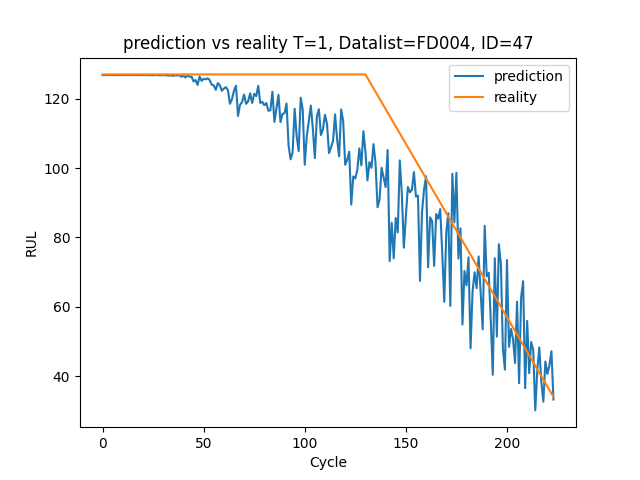 prediction vs reality T=1, Datalist=FD004, ID=47
prediction
reality
120
100
80
60
40
RUL
0
50
100
150
200
Cycle